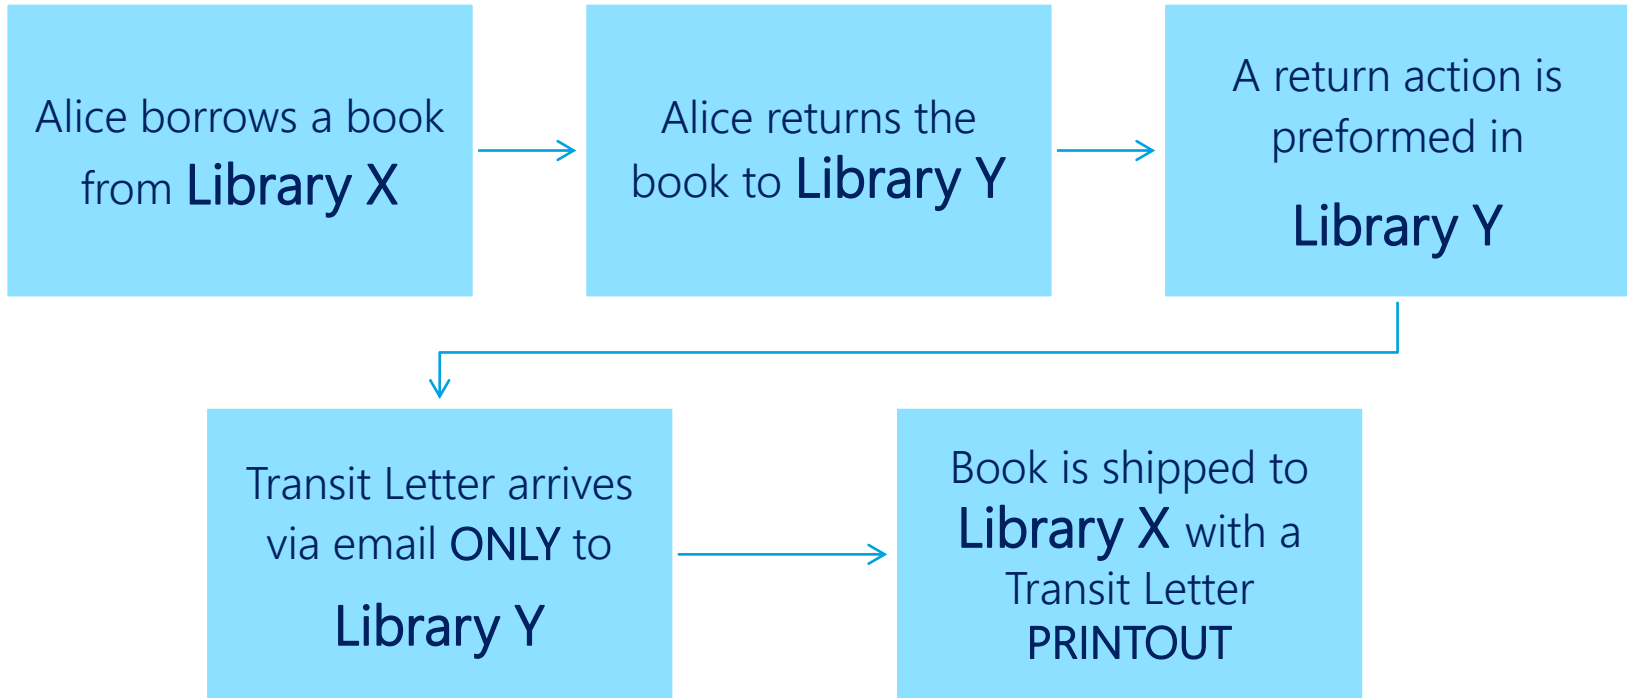 Alice borrows a book
from Library X
Alice returns the
book to Library Y
A return action is
preformed in
Library Y
Transit Letter arrives
via email ONLY to
Library Y
Book is shipped to
Library X with a
Transit Letter
PRINTOUT